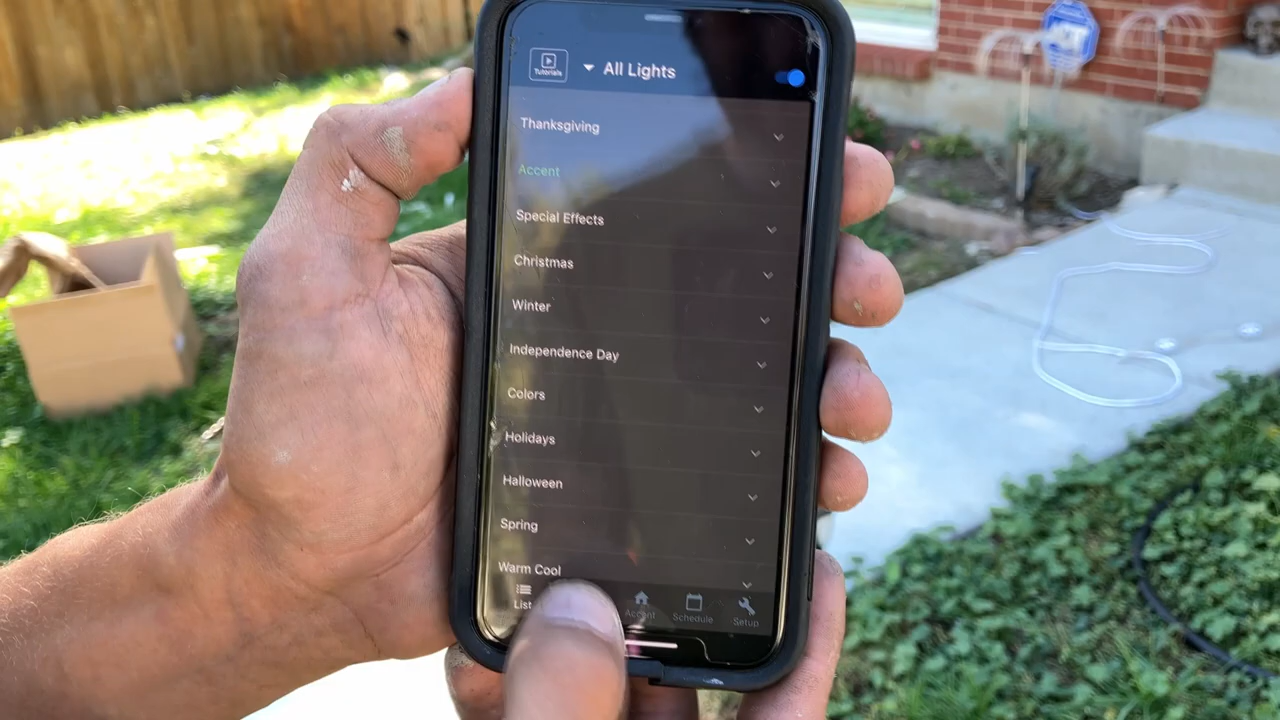 Tutorials
All Lights
Thanksgiving
Accent
Special Effects
Christmas
Winter
Independence Day
Colors
Holidays
Halloween
Spring
Warm Cool
List
Accent
Schedule
Setup
ADT